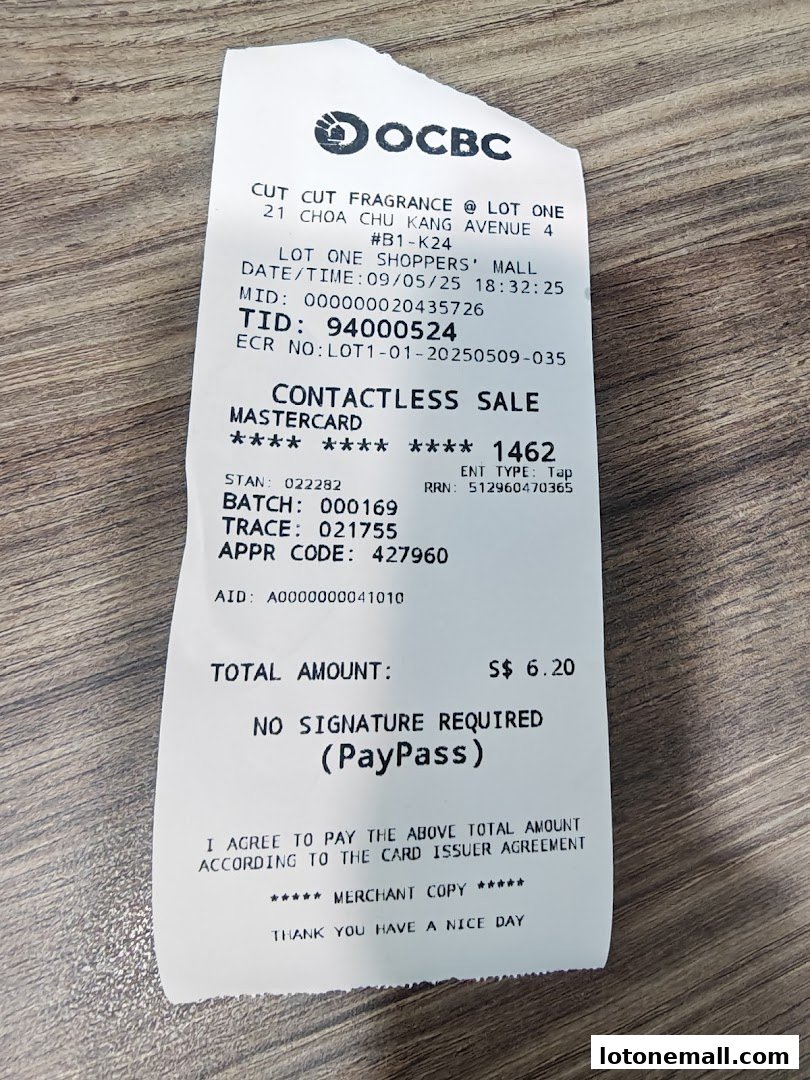 OCBC
CUT CUT FRAGRANCE @ LOT ONE
21 CHOA CHU KANG AVENUE 4
#B1-K24
LOT ONE SHOPPERS' MALL
DATE/TIME:09/05/25 18:32:25
MID: 000000020435726
TID: 94000524
ECR NO:LOT1-01-20250509-035
CONTACTLESS SALE
MASTERCARD
**** **** **** 1462
ENT TYPE: Tap
STAN: 022282 RRN: 512960470365
BATCH: 000169
TRACE: 021755
APPR CODE: 427960
AID: A0000000041010
TOTAL AMOUNT: S$ 6.20
NO SIGNATURE REQUIRED
(PayPass)
I AGREE TO PAY THE ABOVE TOTAL AMOUNT
ACCORDING TO THE CARD ISSUER AGREEMENT
***** MERCHANT COPY *****
THANK YOU HAVE A NICE DAY
lotonemall.com